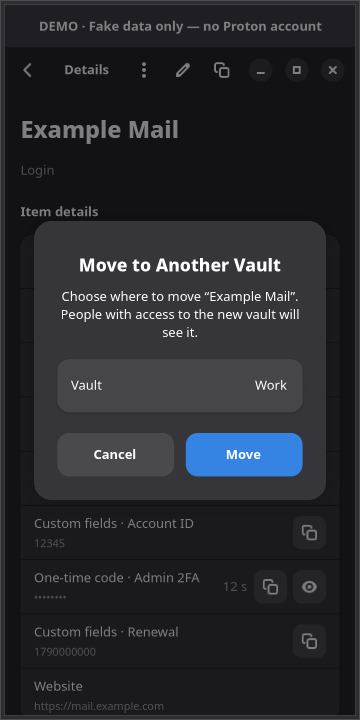 DEMO · Fake data only — no Proton account
Details
Example Mail
Login
Item details
Move to Another Vault
Choose where to move “Example Mail”.
People with access to the new vault will
see it.
Vault
Work
Cancel
Move
Custom fields · Account ID
12345
One-time code · Admin 2FA
••••••••
12 s
Custom fields · Renewal
1790000000
Website
https://mail.example.com